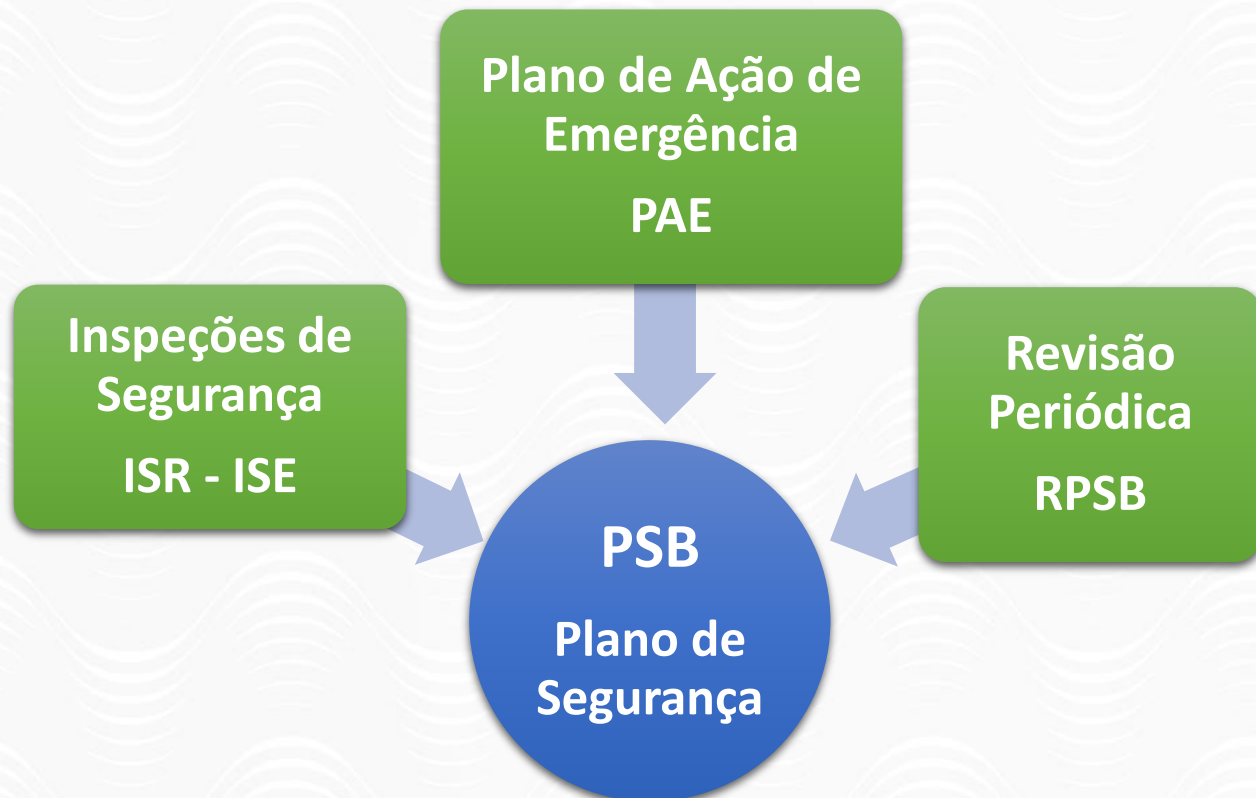 Plano de Ação de
Emergência
PAE
Inspeções de
Segurança
ISR - ISE
Revisão
Periódica
RPSB
PSB
Plano de
Segurança